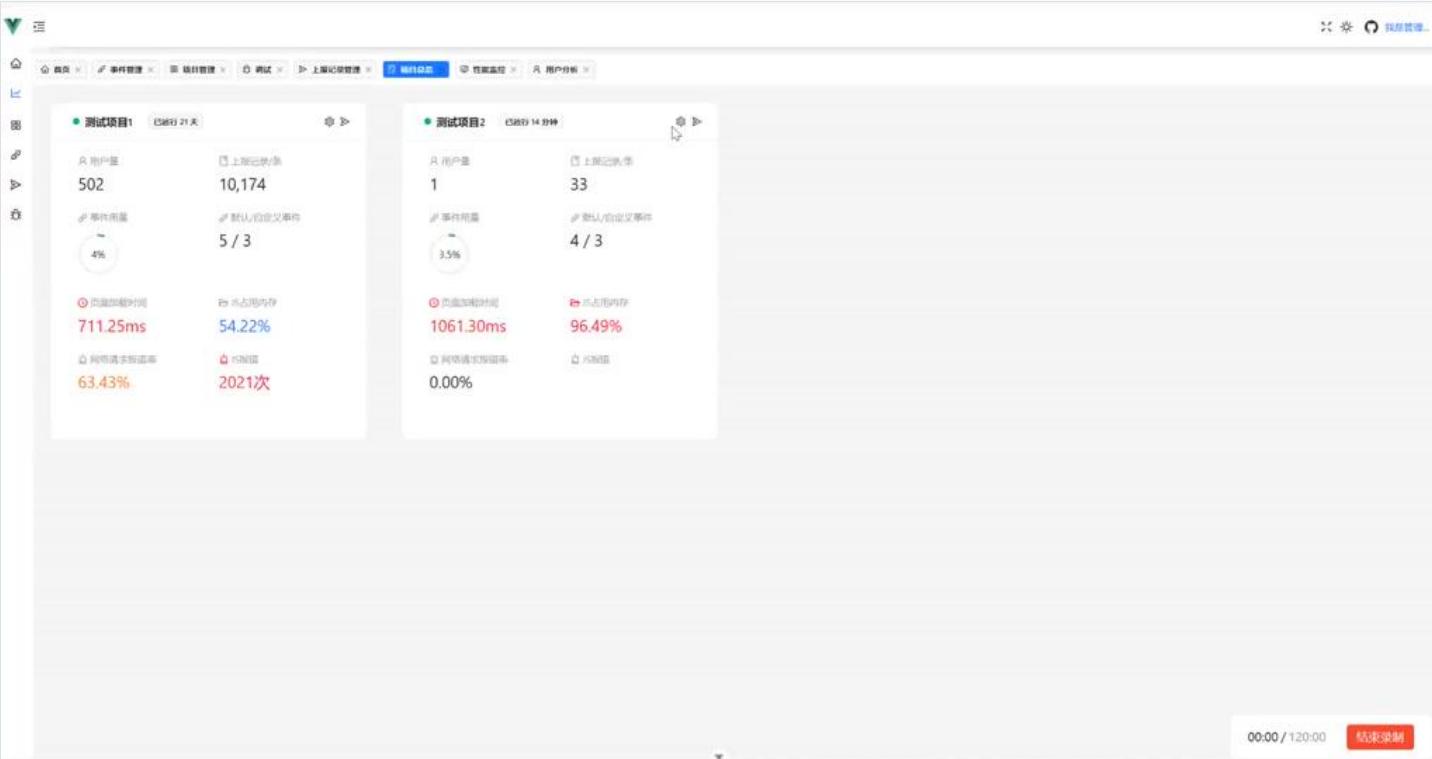 我是管理...
首页 事件管理 项目管理 调试 上报记录管理 项目总览 性能监控 用户分析
测试项目1 已运行 21 天
用户量 上报记录/条
502 10,174
事件用量 默认/自定义事件
4% 5 / 3
页面加载时间 JS占用内存
711.25ms 54.22%
网络请求报错率 JS报错
63.43% 2021次
测试项目2 已运行 14 分钟
用户量 上报记录/条
1 33
事件用量 默认/自定义事件
3.5% 4 / 3
页面加载时间 JS占用内存
1061.30ms 96.49%
网络请求报错率 JS报错
0.00%
00:00 / 120:00 结束录制